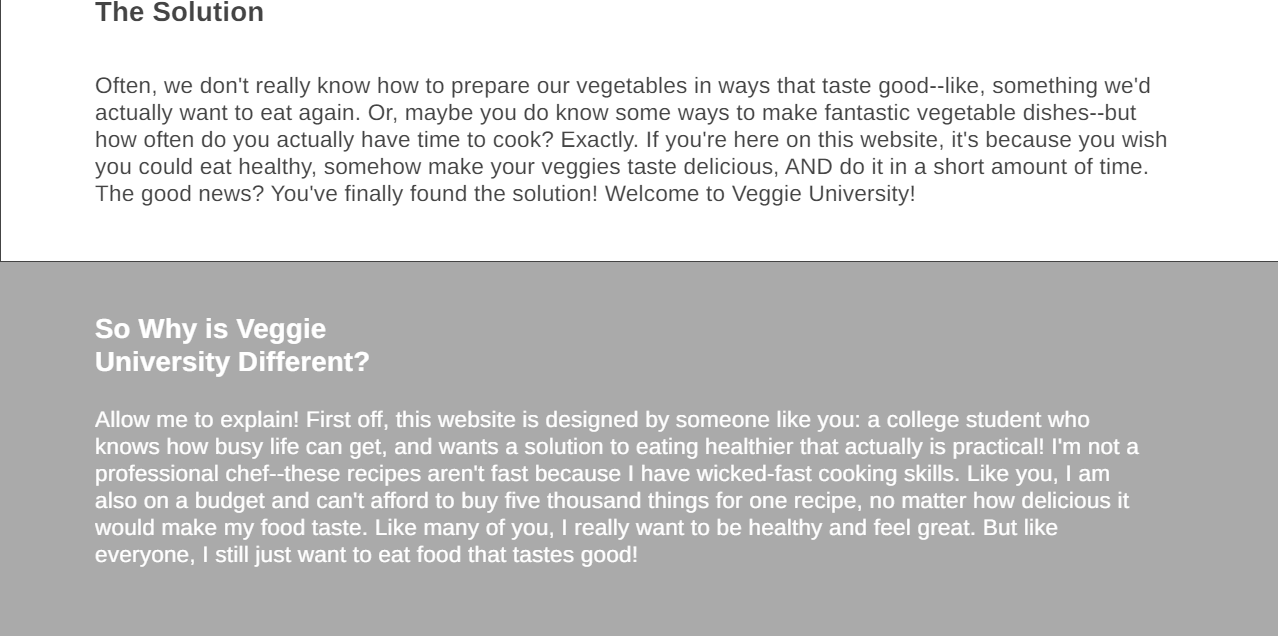 The Solution
Often, we don't really know how to prepare our vegetables in ways that taste good--like, something we'd
actually want to eat again. Or, maybe you do know some ways to make fantastic vegetable dishes--but
how often do you actually have time to cook? Exactly. If you're here on this website, it's because you wish
you could eat healthy, somehow make your veggies taste delicious, AND do it in a short amount of time.
The good news? You've finally found the solution! Welcome to Veggie University!
So Why is Veggie
University Different?
Allow me to explain! First off, this website is designed by someone like you: a college student who
knows how busy life can get, and wants a solution to eating healthier that actually is practical! I'm not a
professional chef--these recipes aren't fast because I have wicked-fast cooking skills. Like you, I am
also on a budget and can't afford to buy five thousand things for one recipe, no matter how delicious it
would make my food taste. Like many of you, I really want to be healthy and feel great. But like
everyone, I still just want to eat food that tastes good!